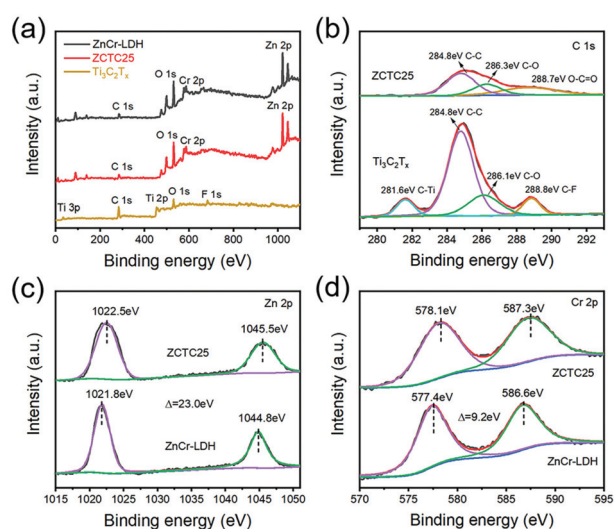 (a)
ZnCr-LDH
ZCTC25
Ti₃C₂Tₓ
Zn 2p
O 1s
Cr 2p
C 1s
Zn 2p
O 1s
Cr 2p
C 1s
Ti 3p
C 1s
Ti 2p
O 1s
F 1s
Intensity (a.u.)
0 200 400 600 800 1000
Binding energy (eV)
(b)
C 1s
284.8eV C-C
286.3eV C-O
288.7eV O-C=O
ZCTC25
284.8eV C-C
Ti₃C₂Tₓ
286.1eV C-O
281.6eV C-Ti
288.8eV C-F
Intensity (a.u.)
280 282 284 286 288 290 292
Binding energy (eV)
(c)
Zn 2p
1022.5eV
1045.5eV
ZCTC25
1021.8eV
Δ=23.0eV
1044.8eV
ZnCr-LDH
Intensity (a.u.)
1015 1020 1025 1030 1035 1040 1045 1050
Binding energy (eV)
(d)
Cr 2p
578.1eV
587.3eV
ZCTC25
577.4eV
586.6eV
Δ=9.2eV
ZnCr-LDH
Intensity (a.u.)
570 575 580 585 590 595
Binding energy (eV)